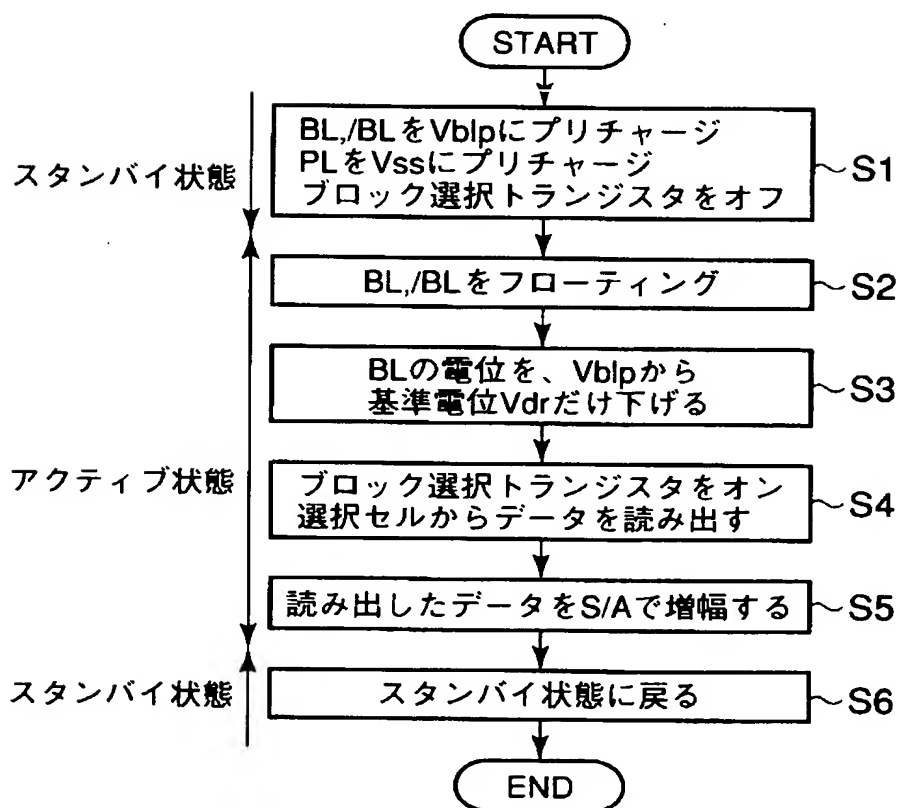 START
BL,/BLをVblpにプリチャージ
PLをVssにプリチャージ
ブロック選択トランジスタをオフ
S1
スタンバイ状態
BL,/BLをフローティング
S2
BLの電位を、Vblpから
基準電位Vdrだけ下げる
S3
アクティブ状態
ブロック選択トランジスタをオン
選択セルからデータを読み出す
S4
読み出したデータをS/Aで増幅する
S5
スタンバイ状態
スタンバイ状態に戻る
S6
END